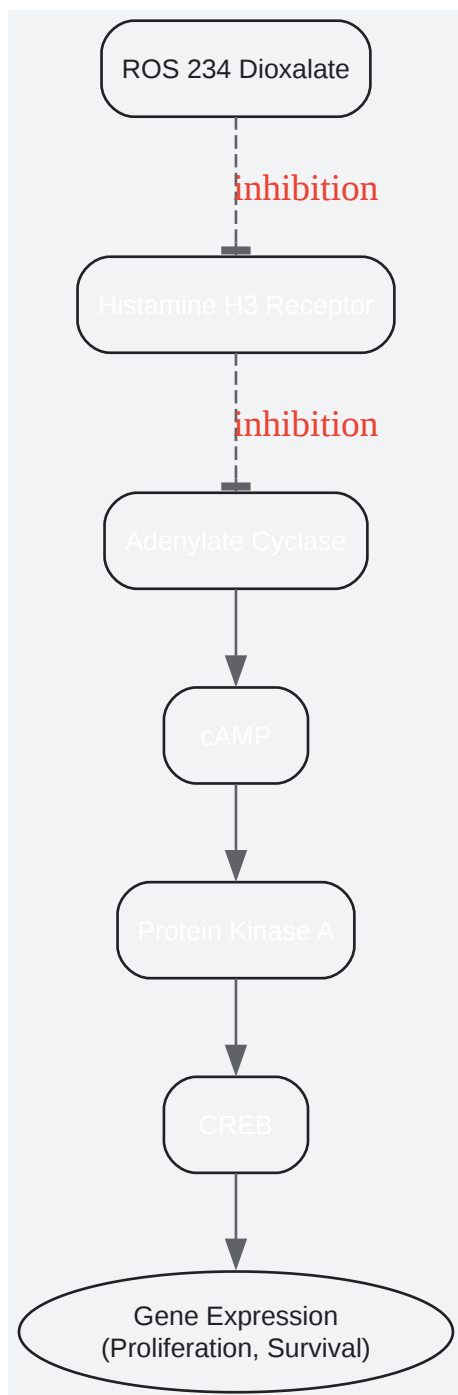 ROS 234 Dioxalate
inhibition
Histamine H3 Receptor
inhibition
Adenylate Cyclase
cAMP
Protein Kinase A
CREB
Gene Expression
(Proliferation, Survival)